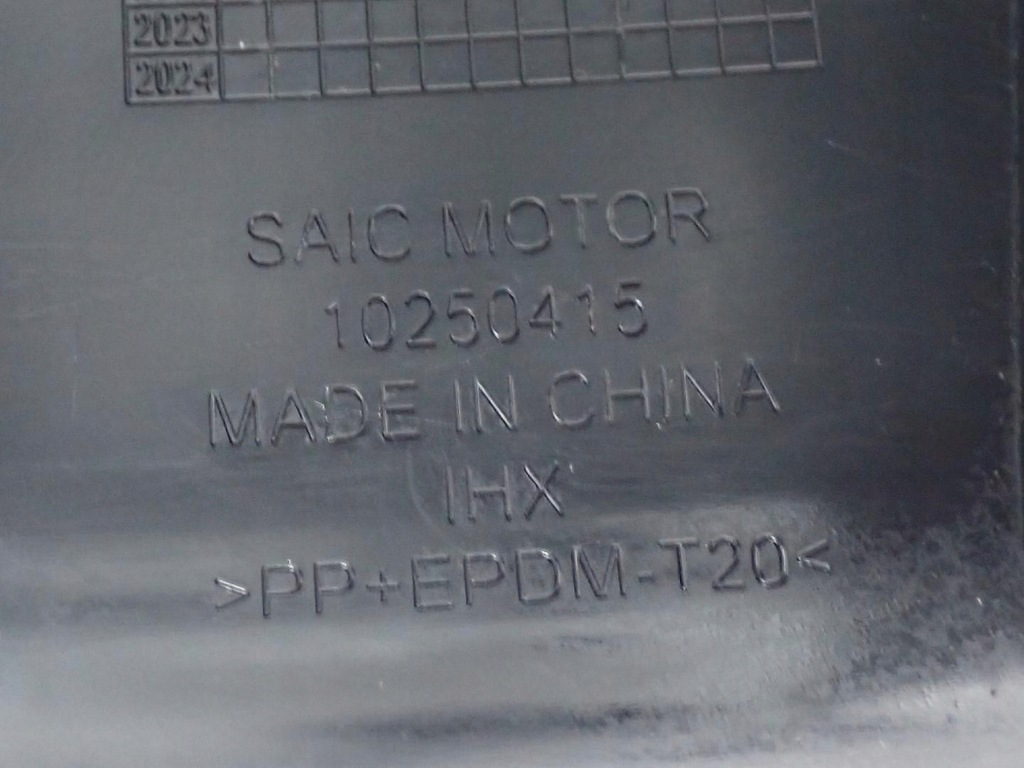 2023
2024
SAIC MOTOR
10250415
MADE IN CHINA
IHX
>PP+EPDM-T20<